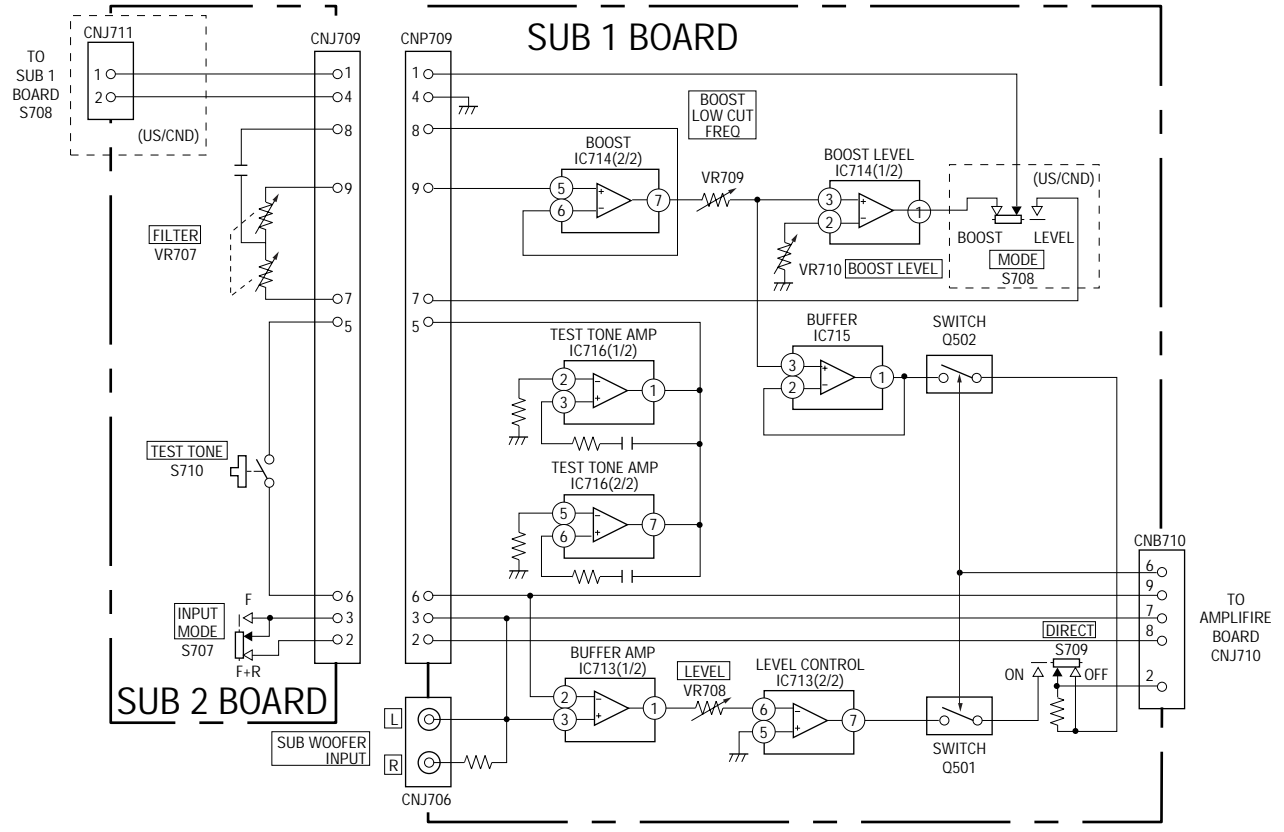 SUB 1 BOARD
CNJ711
TO
SUB 1
BOARD
S708
1
2
(US/CND)
CNJ709
1
4
8
9
7
5
6
3
2
FILTER
VR707
TEST TONE
S710
INPUT
MODE
S707
F
F+R
SUB 2 BOARD
CNP709
1
4
8
9
7
5
6
3
2
BOOST
IC714(2/2)
5
6
7
+
−
BOOST
LOW CUT
FREQ
VR709
BOOST LEVEL
IC714(1/2)
3
2
1
+
−
VR710
BOOST LEVEL
(US/CND)
BOOST
LEVEL
MODE
S708
TEST TONE AMP
IC716(1/2)
2
3
1
−
+
TEST TONE AMP
IC716(2/2)
5
6
7
−
+
BUFFER
IC715
3
2
1
+
−
SWITCH
Q502
SUB WOOFER
INPUT
L
R
CNJ706
BUFFER AMP
IC713(1/2)
2
3
1
−
+
LEVEL
VR708
LEVEL CONTROL
IC713(2/2)
6
5
7
−
+
SWITCH
Q501
DIRECT
S709
ON
OFF
CNB710
6
9
7
8
2
TO
AMPLIFIRE
BOARD
CNJ710